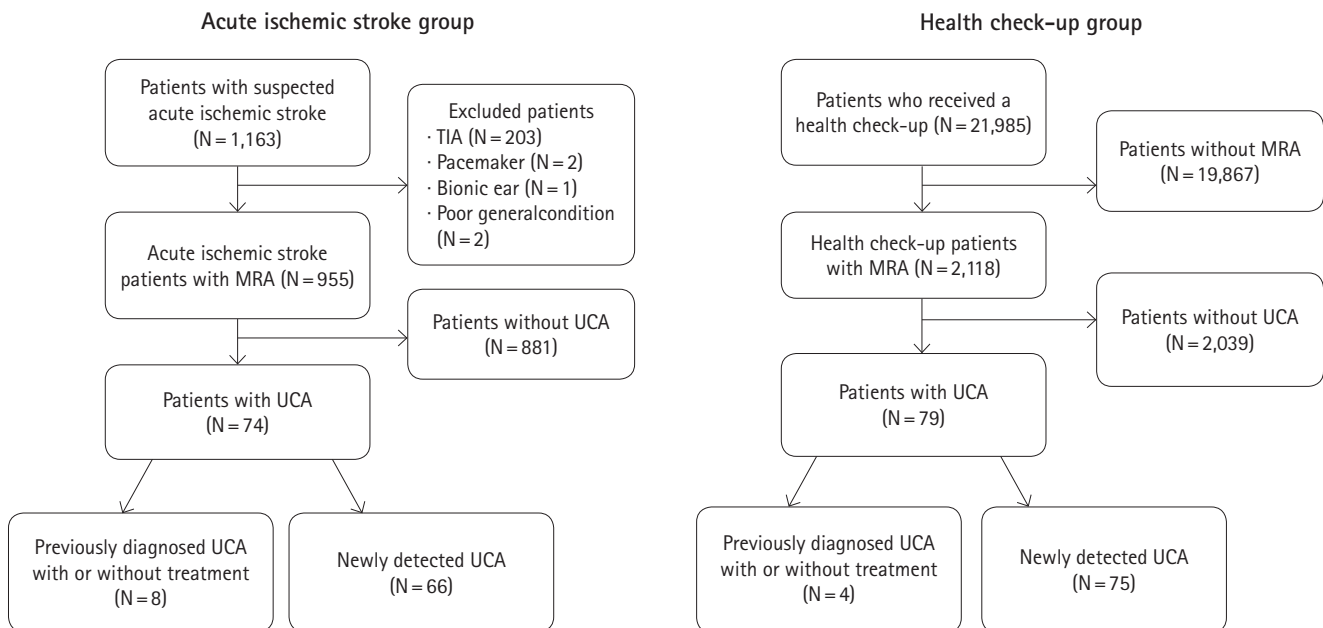 Acute ischemic stroke group
Patients with suspected
acute ischemic stroke
(N=1,163)
Excluded patients
· TIA (N=203)
· Pacemaker (N=2)
· Bionic ear (N=1)
· Poor generalcondition
(N=2)
Acute ischemic stroke
patients with MRA (N=955)
Patients without UCA
(N=881)
Patients with UCA
(N=74)
Previously diagnosed UCA
with or without treatment
(N=8)
Newly detected UCA
(N=66)
Health check-up group
Patients who received a
health check-up (N=21,985)
Patients without MRA
(N=19,867)
Health check-up patients
with MRA (N=2,118)
Patients without UCA
(N=2,039)
Patients with UCA
(N=79)
Previously diagnosed UCA
with or without treatment
(N=4)
Newly detected UCA
(N=75)